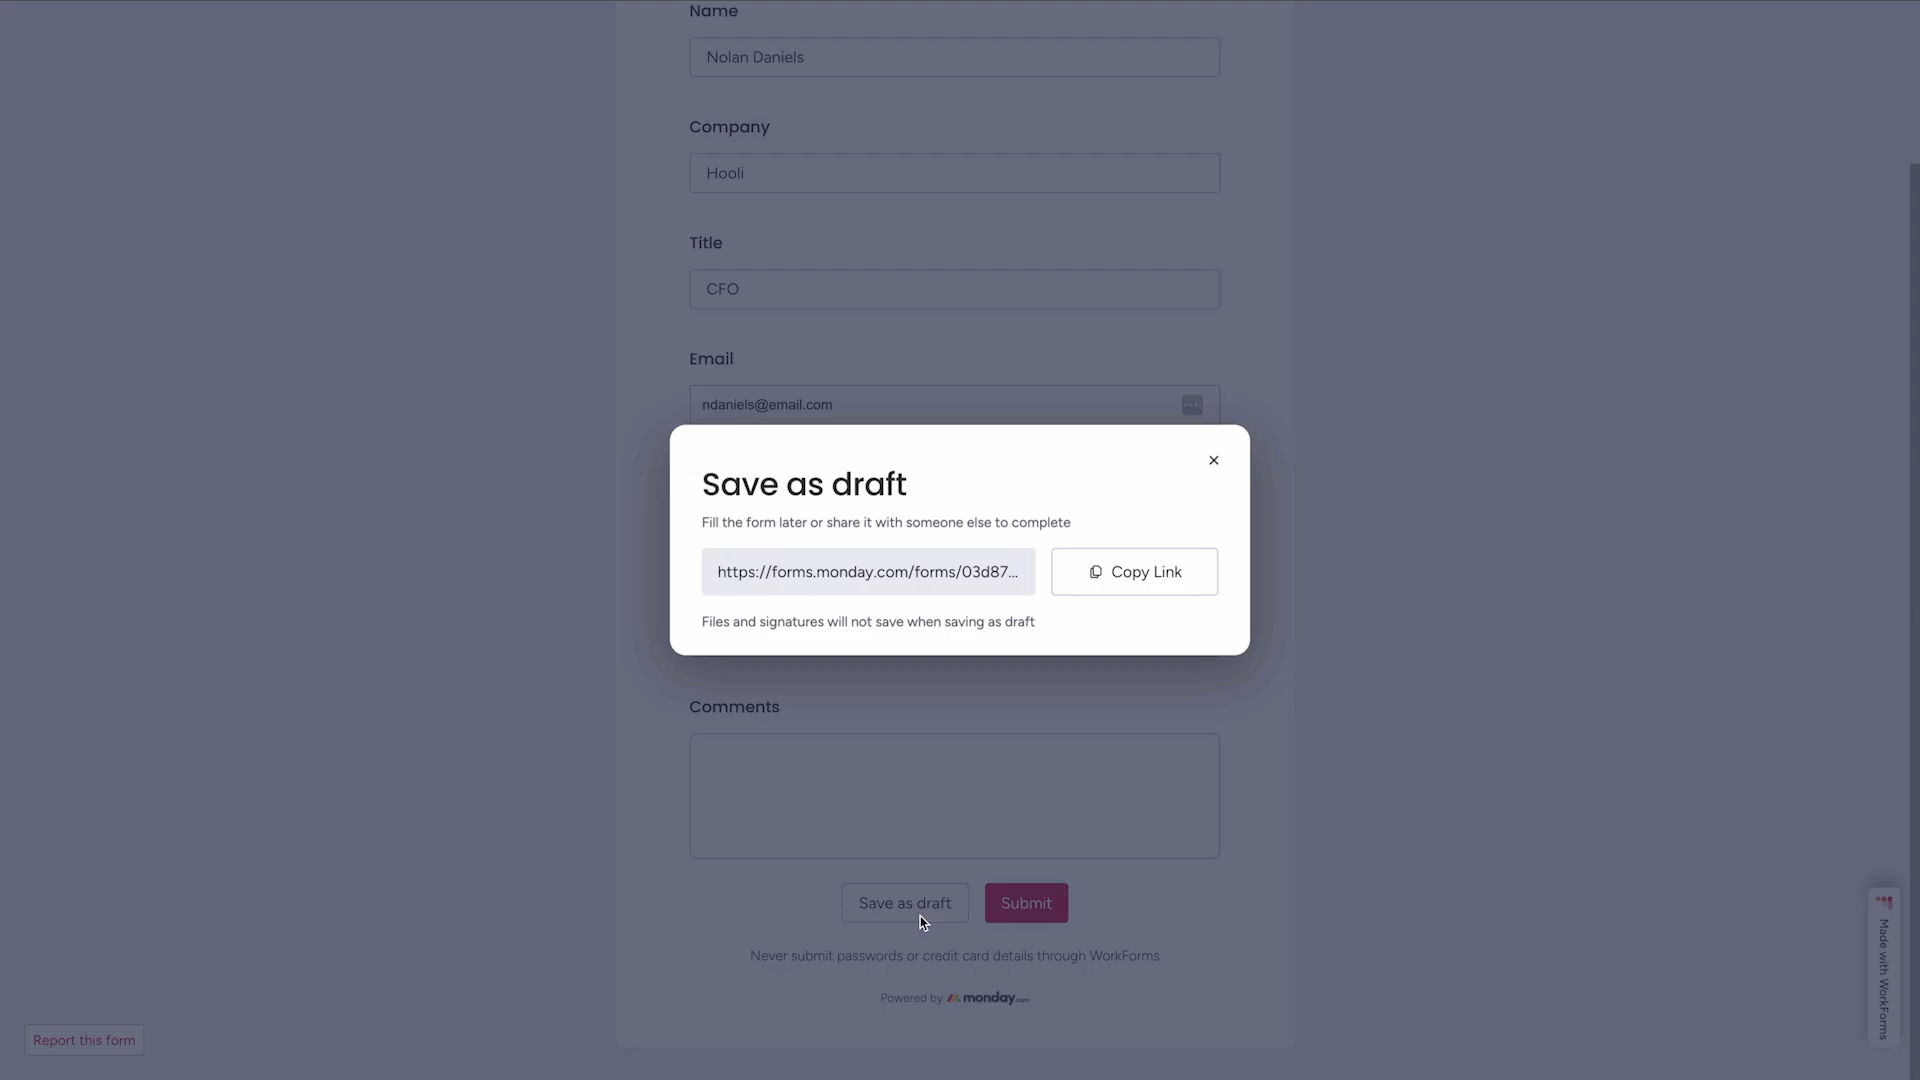 Name
Nolan Daniels
Company
Hooli
Title
CFO
Email
ndaniels@email.com
Save as draft
Fill the form later or share it with someone else to complete
https://forms.monday.com/forms/03d87...
Copy Link
Files and signatures will not save when saving as draft
Comments
Save as draft
Submit
Never submit passwords or credit card details through WorkForms
Powered by monday.com
Report this form
Made with WorkForms